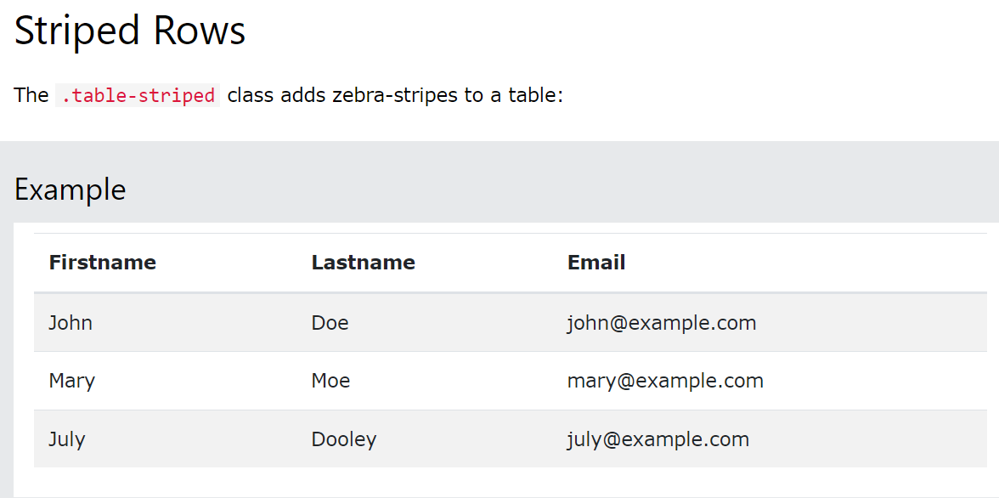 Striped Rows
The .table-striped class adds zebra-stripes to a table:
Example
Firstname Lastname Email
John Doe john@example.com
Mary Moe mary@example.com
July Dooley july@example.com